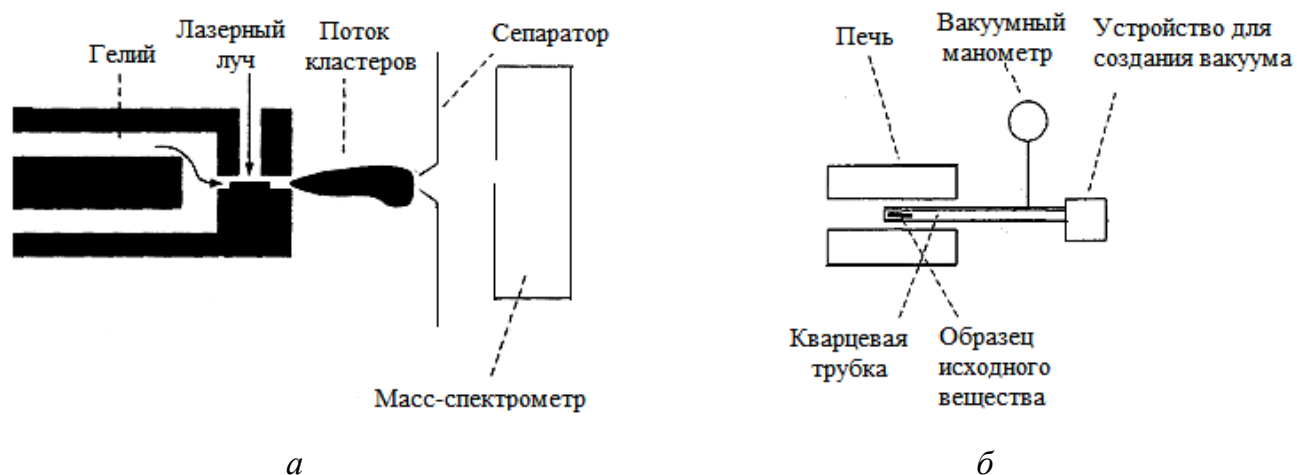 Гелий
Лазерный
луч
Поток
кластеров
Сепаратор
Масс-спектрометр
а
Печь
Вакуумный
манометр
Устройство для
создания вакуума
Кварцевая
трубка
Образец
исходного
вещества
б